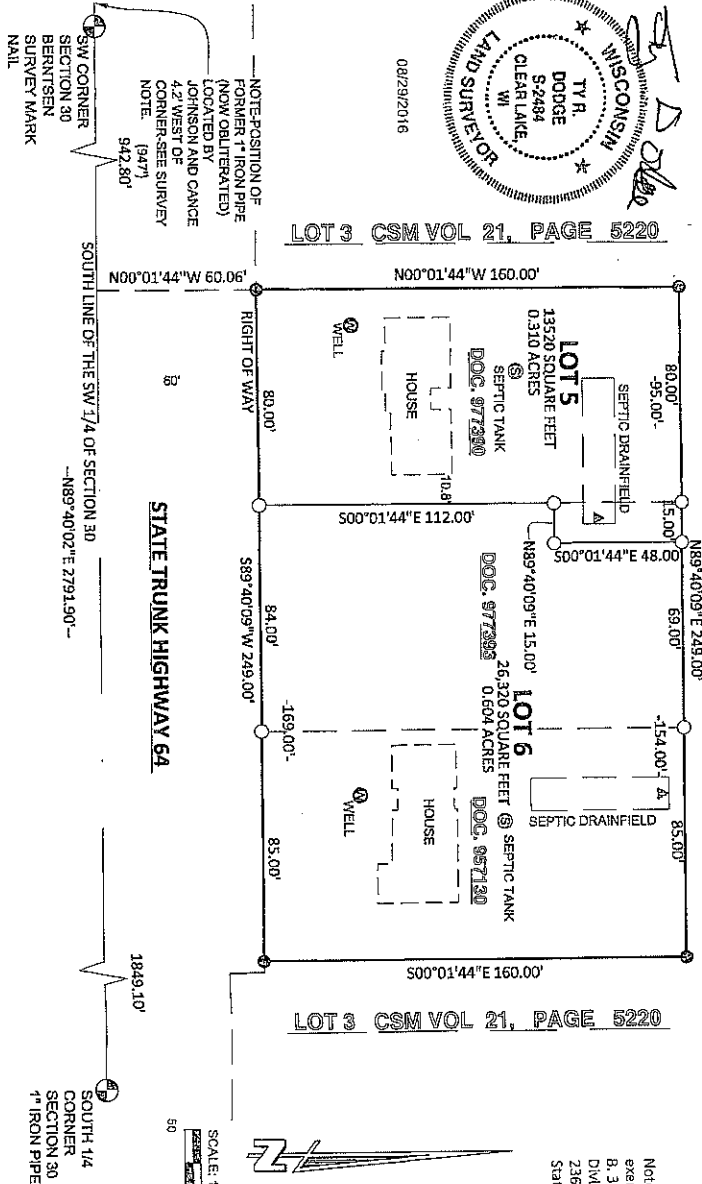 WISCONSIN
LAND SURVEYOR
TY R.
DODGE
S-2484
CLEAR LAKE,
WI
08/29/2016
LOT 3 CSM VOL 21, PAGE 5220
N00°01'44"W 160.00'
N00°01'44"W 60.06'
80.00'
-95.00'-
15.00'
N89°40'09"E 249.00'
69.00'
-154.00'-
85.00'
LOT 5
13520 SQUARE FEET
0.310 ACRES
SEPTIC DRAINFIELD
S
SEPTIC TANK
DOC. 977390
HOUSE
10.8'
W
WELL
S00°01'44"E 48.00'
N89°40'09"E 15.00'
S00°01'44"E 112.00'
DOC. 977393
LOT 6
26,320 SQUARE FEET
0.604 ACRES
S SEPTIC TANK
DOC. 957130
SEPTIC DRAINFIELD
HOUSE
W
WELL
S00°01'44"E 160.00'
LOT 3 CSM VOL 21, PAGE 5220
RIGHT OF WAY
80.00'
84.00'
S89°40'09"W 249.00'
-169.00'-
85.00'
60'
STATE TRUNK HIGHWAY 64
NOTE-POSITION OF
FORMER 1" IRON PIPE
(NOW OBLITERATED)
LOCATED BY
JOHNSON AND CANCE
4.2' WEST OF
CORNER-SEE SURVEY
NOTE.
(947')
942.80'
SOUTH LINE OF THE SW 1/4 OF SECTION 30
--N89°40'02"E 2791.90'--
1849.10'
SW CORNER
SECTION 30
BERNTSEN
SURVEY MARK
NAIL
SOUTH 1/4
CORNER
SECTION 30
1" IRON PIPE
N
SCALE: 1
50
B. 3
236